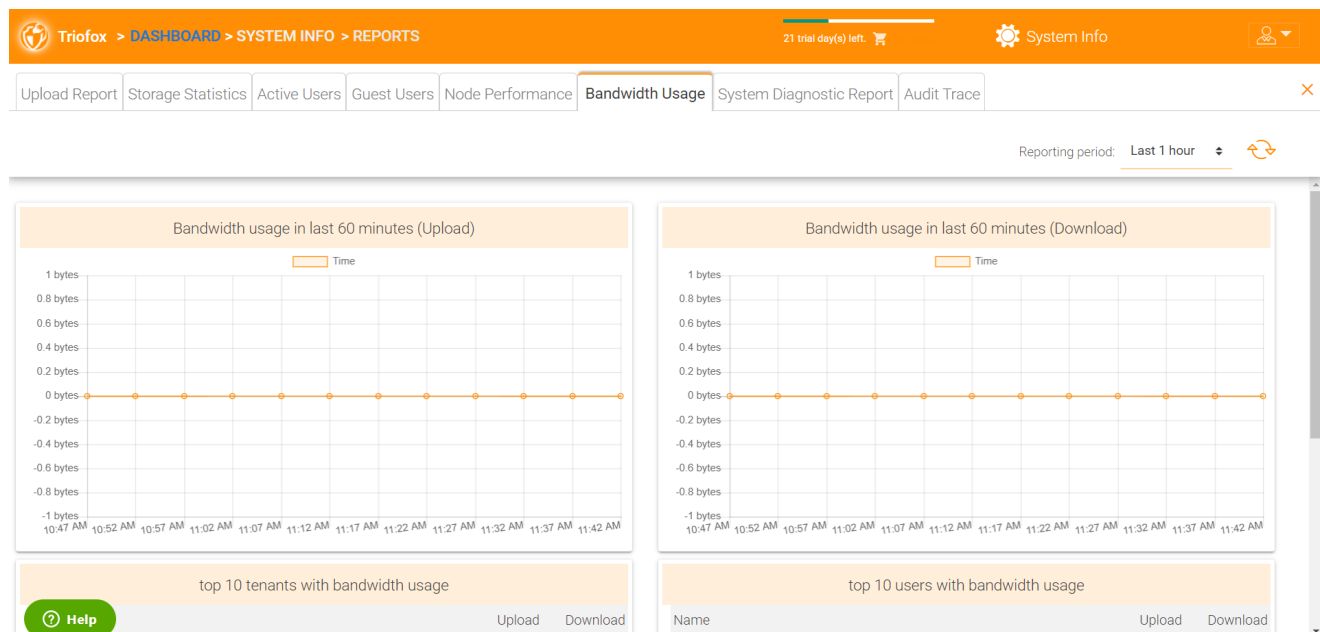 Triofox > DASHBOARD > SYSTEM INFO > REPORTS
21 trial day(s) left.
System Info
Upload Report Storage Statistics Active Users Guest Users Node Performance Bandwidth Usage System Diagnostic Report Audit Trace
Reporting period: Last 1 hour
Bandwidth usage in last 60 minutes (Upload)
Time
1 bytes
0.8 bytes
0.6 bytes
0.4 bytes
0.2 bytes
0 bytes
-0.2 bytes
-0.4 bytes
-0.6 bytes
-0.8 bytes
-1 bytes
10:47 AM 10:52 AM 10:57 AM 11:02 AM 11:07 AM 11:12 AM 11:17 AM 11:22 AM 11:27 AM 11:32 AM 11:37 AM 11:42 AM
Bandwidth usage in last 60 minutes (Download)
Time
1 bytes
0.8 bytes
0.6 bytes
0.4 bytes
0.2 bytes
0 bytes
-0.2 bytes
-0.4 bytes
-0.6 bytes
-0.8 bytes
-1 bytes
10:47 AM 10:52 AM 10:57 AM 11:02 AM 11:07 AM 11:12 AM 11:17 AM 11:22 AM 11:27 AM 11:32 AM 11:37 AM 11:42 AM
top 10 tenants with bandwidth usage
Upload Download
top 10 users with bandwidth usage
Name Upload Download
? Help